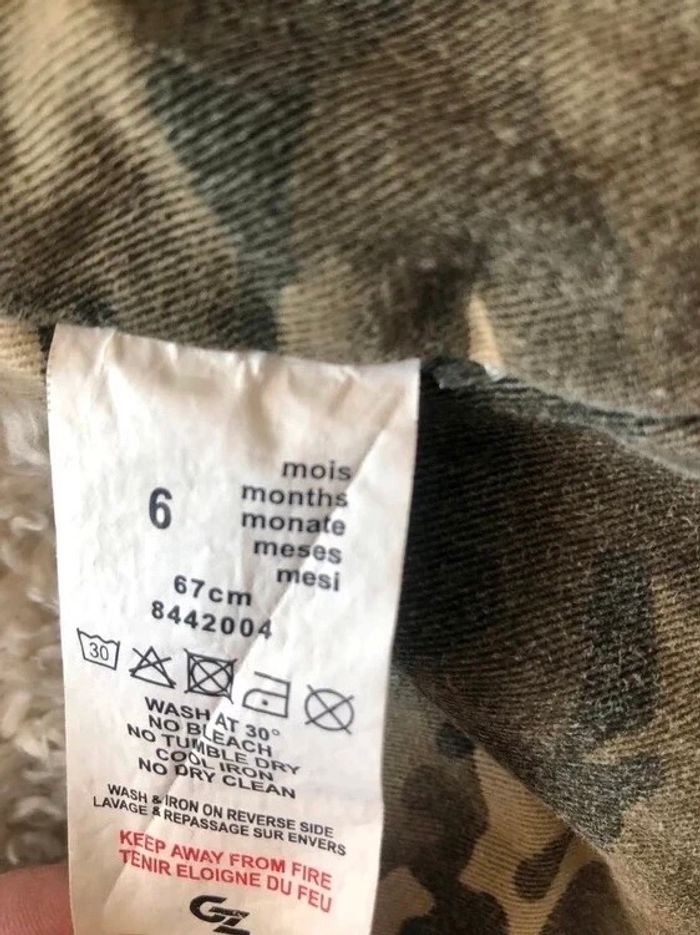 6
mois
months
monate
meses
mesi
67cm
8442004
30
WASH AT 30°
NO BLEACH
NO TUMBLE DRY
COOL IRON
NO DRY CLEAN
WASH & IRON ON REVERSE SIDE
LAVAGE & REPASSAGE SUR ENVERS
KEEP AWAY FROM FIRE
TENIR ELOIGNE DU FEU
GZ